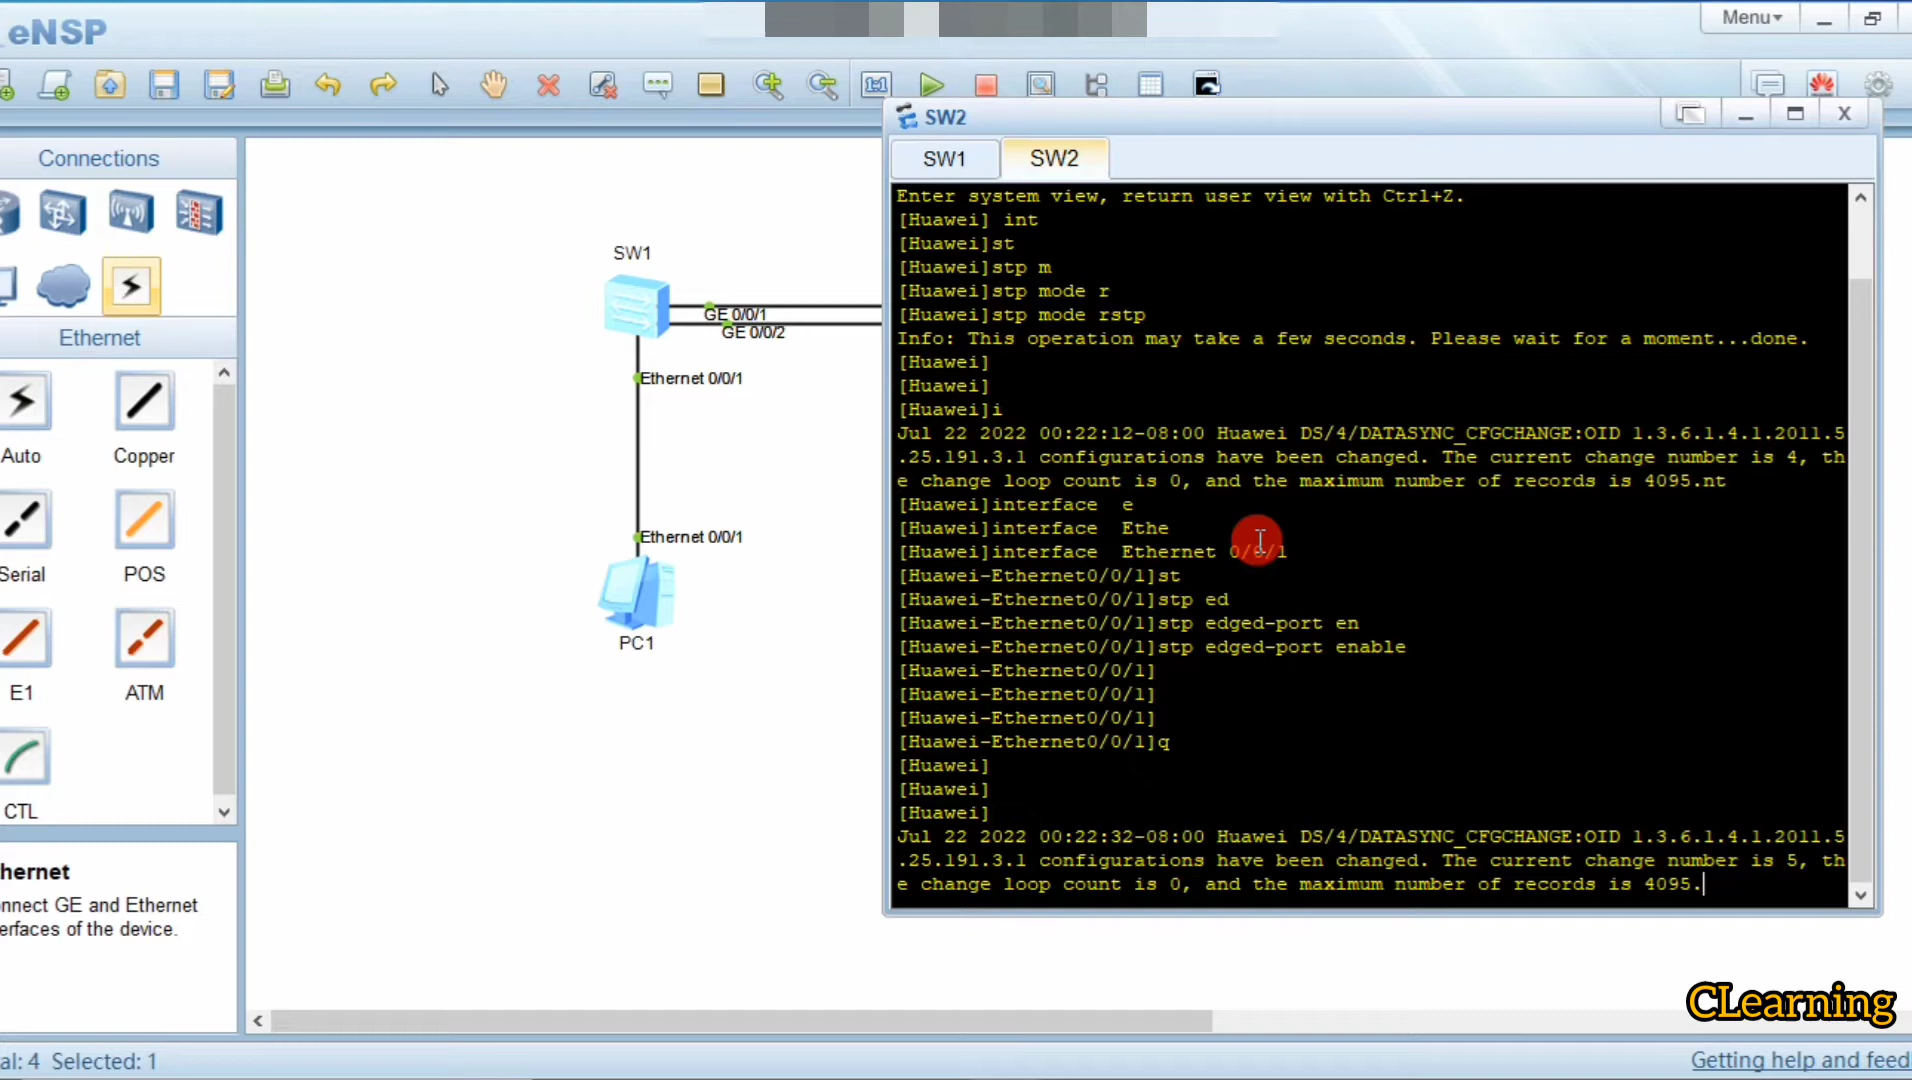 eNSP
Menu
Connections
Ethernet
Auto
Copper
Serial
POS
E1
ATM
CTL
hernet
nnect GE and Ethernet
erfaces of the device.
al: 4 Selected: 1
Getting help and feed
SW1
GE 0/0/1
GE 0/0/2
Ethernet 0/0/1
Ethernet 0/0/1
PC1
1:1
SW2
SW1
SW2
Enter system view, return user view with Ctrl+Z.
[Huawei] int
[Huawei]st
[Huawei]stp m
[Huawei]stp mode r
[Huawei]stp mode rstp
Info: This operation may take a few seconds. Please wait for a moment...done.
[Huawei]
[Huawei]
[Huawei]i
Jul 22 2022 00:22:12-08:00 Huawei DS/4/DATASYNC_CFGCHANGE:OID 1.3.6.1.4.1.2011.5
.25.191.3.1 configurations have been changed. The current change number is 4, th
e change loop count is 0, and the maximum number of records is 4095.nt
[Huawei]interface  e
[Huawei]interface  Ethe
[Huawei]interface  Ethernet 0/0/1
[Huawei-Ethernet0/0/1]st
[Huawei-Ethernet0/0/1]stp ed
[Huawei-Ethernet0/0/1]stp edged-port en
[Huawei-Ethernet0/0/1]stp edged-port enable
[Huawei-Ethernet0/0/1]
[Huawei-Ethernet0/0/1]
[Huawei-Ethernet0/0/1]
[Huawei-Ethernet0/0/1]q
[Huawei]
[Huawei]
[Huawei]
Jul 22 2022 00:22:32-08:00 Huawei DS/4/DATASYNC_CFGCHANGE:OID 1.3.6.1.4.1.2011.5
.25.191.3.1 configurations have been changed. The current change number is 5, th
e change loop count is 0, and the maximum number of records is 4095.
CLearning